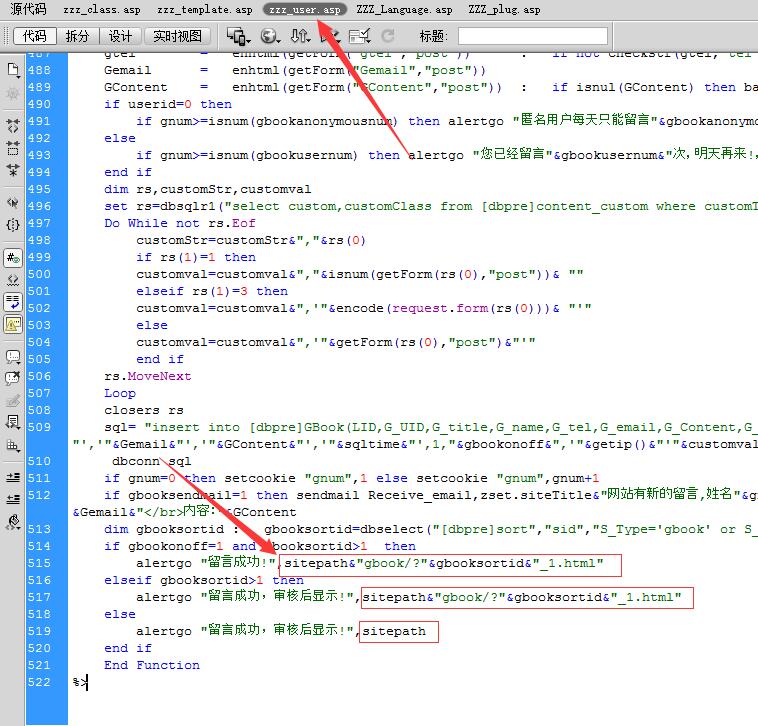 源代码 zzz_class.asp zzz_template.asp zzz_user.asp ZZZ_Language.asp ZZZ_plug.asp
代码 拆分 设计 实时视图 标题:
488 Gemail = enhtml(getForm("Gemail","post"))
489 GContent = enhtml(getForm("GContent","post")) : if isnul(GContent) then ba
490 if userid=0 then
491 if gnum>=isnum(gbookanonymousnum) then alertgo "匿名用户每天只能留言"&gbookanonymo
492 else
493 if gnum>=isnum(gbookusernum) then alertgo "您已经留言"&gbookusernum&"次,明天再来!,
494 end if
495 dim rs,customStr,customval
496 set rs=dbsqlr1("select custom,customClass from [dbpre]content_custom where customT
497 Do While not rs.Eof
498 customStr=customStr&","&rs(0)
499 if rs(1)=1 then
500 customval=customval&","&isnum(getForm(rs(0),"post"))& ""
501 elseif rs(1)=3 then
502 customval=customval&",'"&encode(request.form(rs(0)))& "'"
503 else
504 customval=customval&",'"&getForm(rs(0),"post")&"'"
505 end if
506 rs.MoveNext
507 Loop
508 closers rs
509 sql= "insert into [dbpre]GBook(LID,G_UID,G_title,G_name,G_tel,G_email,G_Content,G_
"','"&Gemail&"','"&GContent&"','"&sqltime&"',1,"&gbookonoff&",'"&getip()&"'"&customval
510 dbconn sql
511 if gnum=0 then setcookie "gnum",1 else setcookie "gnum",gnum+1
512 if gbooksendmail=1 then sendmail Receive_email,zset.siteTitle&"网站有新的留言,姓名"&g
&Gemail&"</br>内容:"&GContent
513 dim gbooksortid : gbooksortid=dbselect("[dbpre]sort","sid","S_Type='gbook' or S_
514 if gbookonoff=1 and gbooksortid>1 then
515 alertgo "留言成功!",sitepath&"gbook/?"&gbooksortid&"_1.html"
516 elseif gbooksortid>1 then
517 alertgo "留言成功，审核后显示!",sitepath&"gbook/?"&gbooksortid&"_1.html"
518 else
519 alertgo "留言成功，审核后显示!",sitepath
520 end if
521 End Function
522 %>